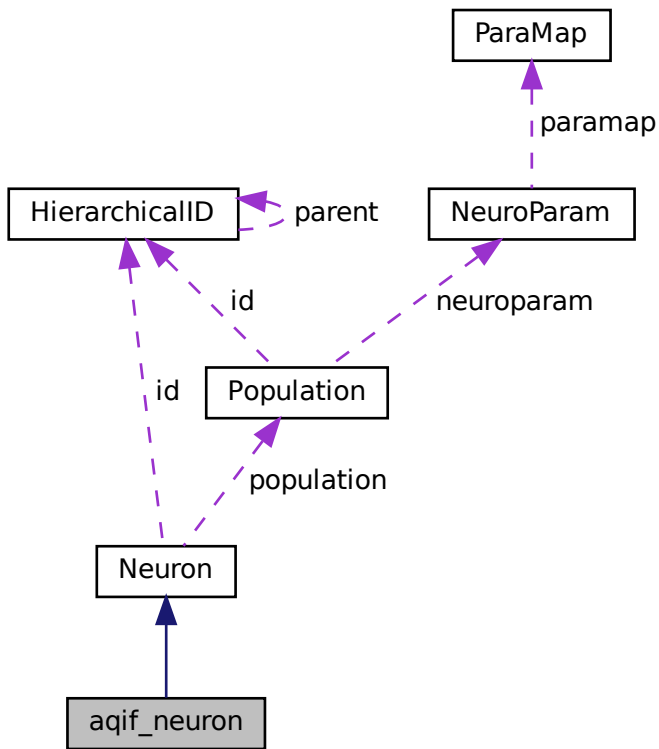 ParaMap
paramap
HierarchicalID
parent
NeuroParam
id
neuroparam
id
Population
population
Neuron
aqif_neuron